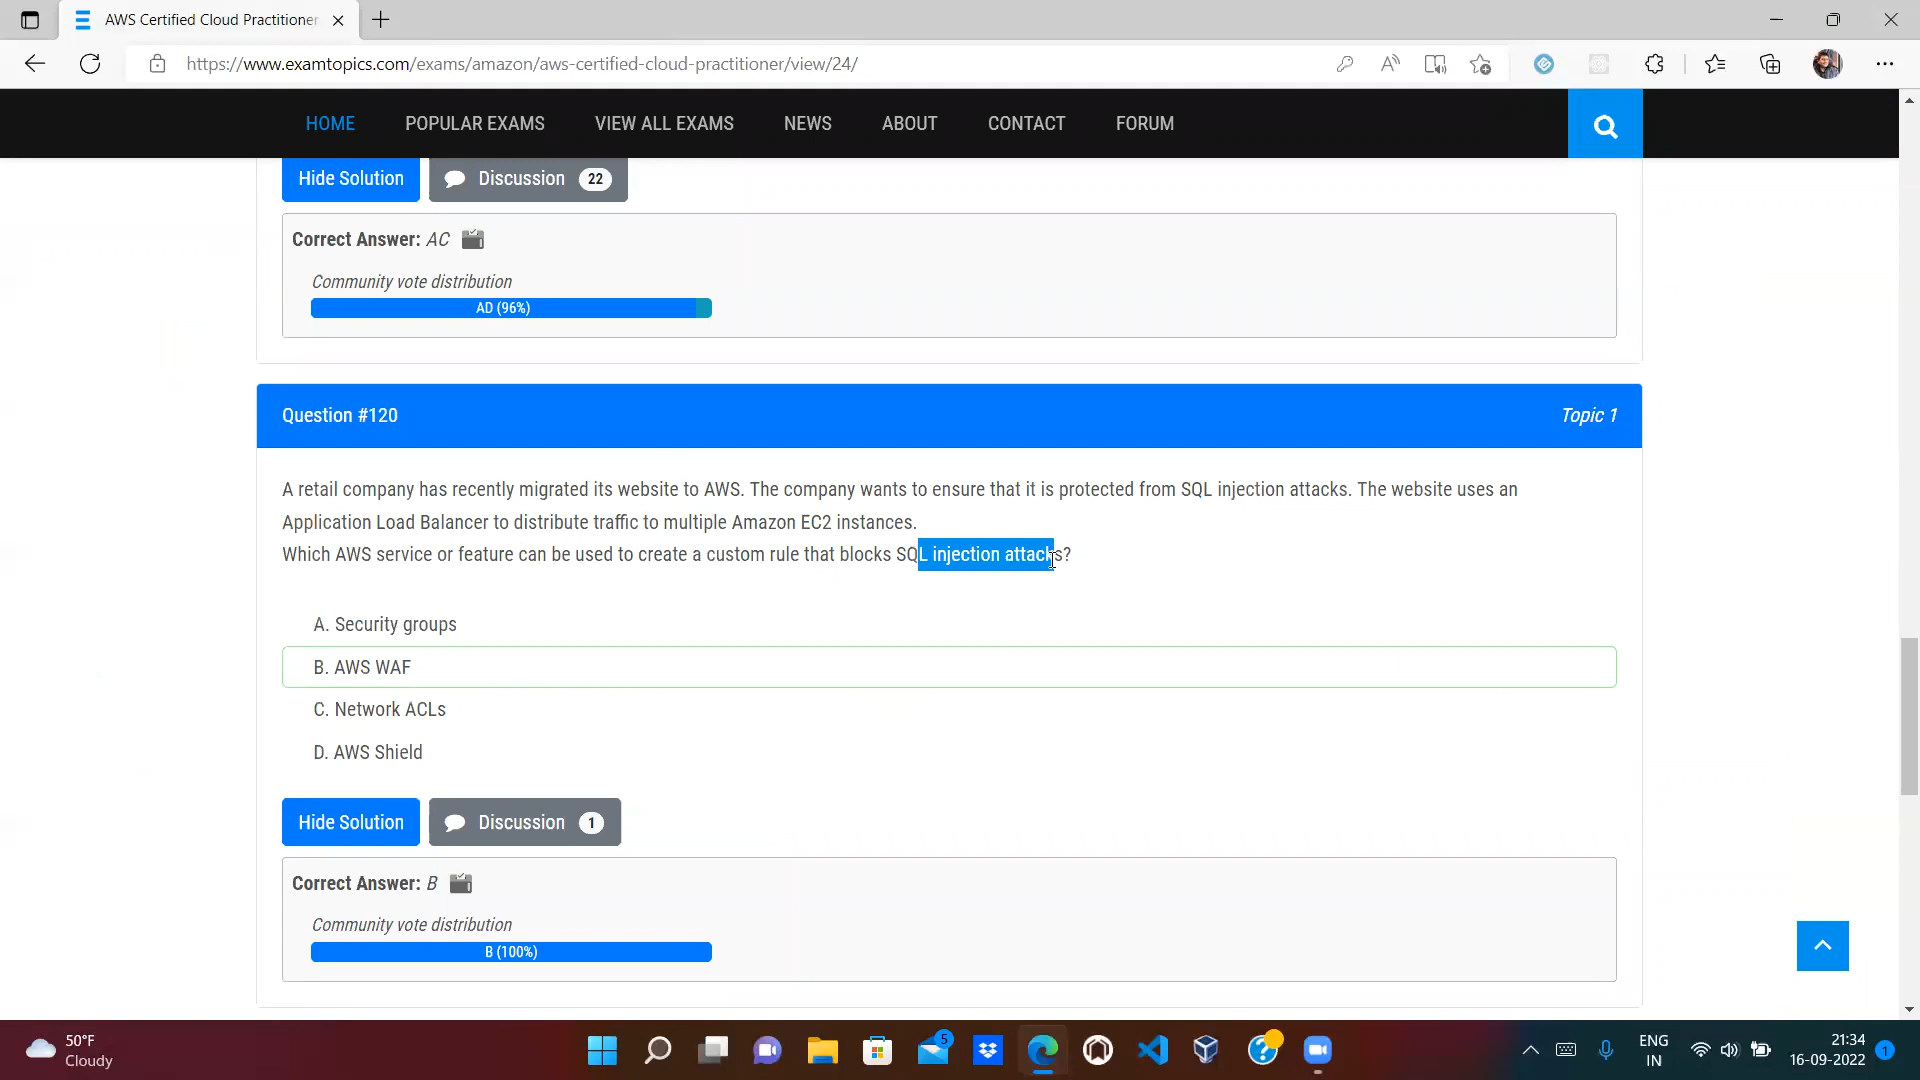 AWS Certified Cloud Practitioner
https://www.examtopics.com/exams/amazon/aws-certified-cloud-practitioner/view/24/
HOME POPULAR EXAMS VIEW ALL EXAMS NEWS ABOUT CONTACT FORUM
Hide Solution Discussion 22
Correct Answer: AC
Community vote distribution
AD (96%)
Question #120 Topic 1
A retail company has recently migrated its website to AWS. The company wants to ensure that it is protected from SQL injection attacks. The website uses an
Application Load Balancer to distribute traffic to multiple Amazon EC2 instances.
Which AWS service or feature can be used to create a custom rule that blocks SQL injection attacks?
A. Security groups
B. AWS WAF
C. Network ACLs
D. AWS Shield
Hide Solution Discussion 1
Correct Answer: B
Community vote distribution
B (100%)
50°F
Cloudy
5
ENG
IN
21:34
16-09-2022
1